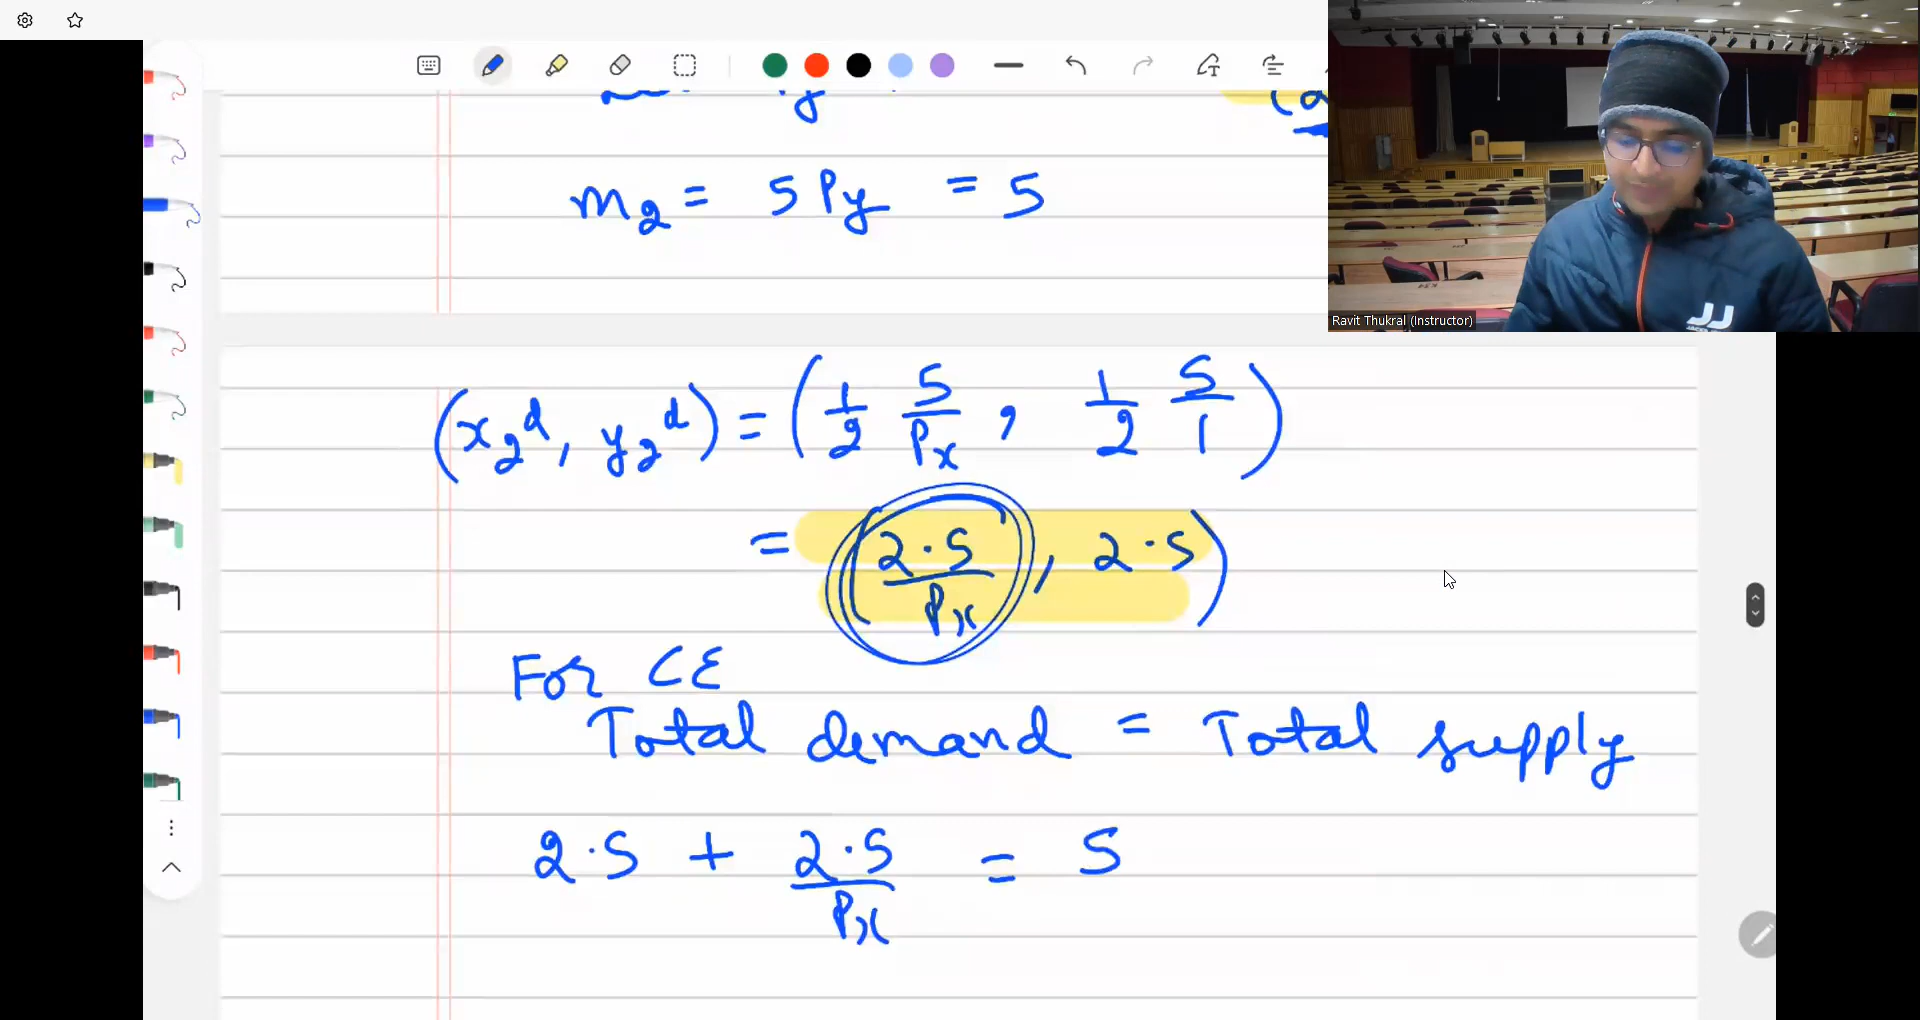 m₂ = 5 Py = 5
Ravit Thukral (Instructor)
(x₂ᵈ, y₂ᵈ) = (1/2 5/Px, 1/2 5/1)
= (2·5/Px, 2·5)
For CE
Total demand = Total supply
2·5 + 2·5/Px = 5
JJ